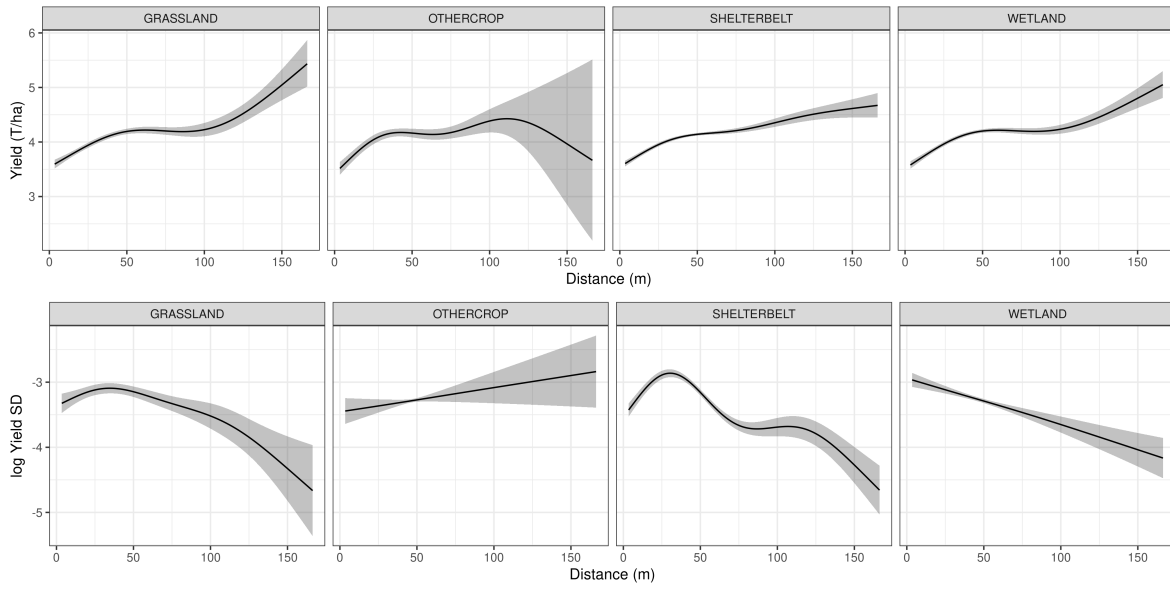 GRASSLAND OTHERCROP SHELTERBELT WETLAND
6
5
4
3
Yield (T/ha)
0 50 100 150 0 50 100 150 0 50 100 150 0 50 100 150
Distance (m)
GRASSLAND OTHERCROP SHELTERBELT WETLAND
-3
-4
-5
log Yield SD
0 50 100 150 0 50 100 150 0 50 100 150 0 50 100 150
Distance (m)